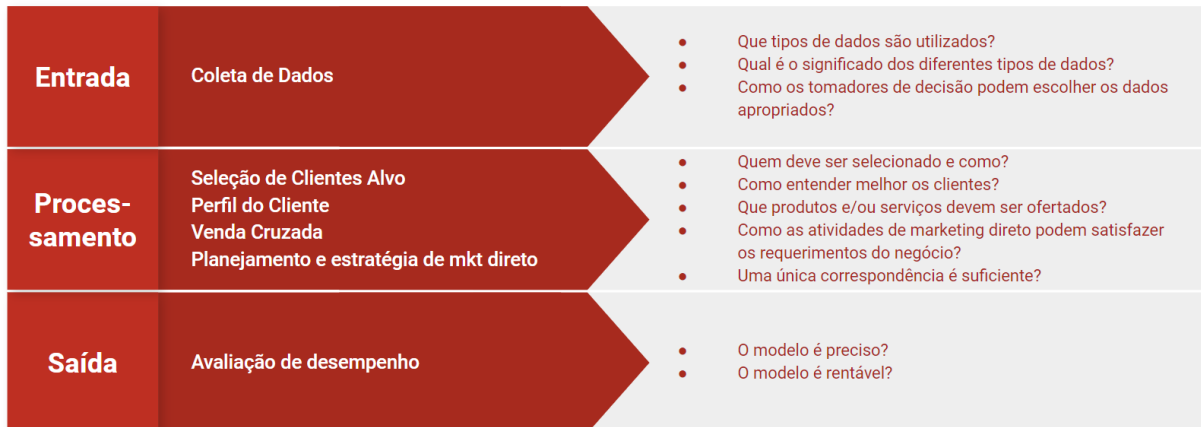 Entrada
Coleta de Dados
● Que tipos de dados são utilizados?
● Qual é o significado dos diferentes tipos de dados?
● Como os tomadores de decisão podem escolher os dados
apropriados?
Proces-
samento
Seleção de Clientes Alvo
Perfil do Cliente
Venda Cruzada
Planejamento e estratégia de mkt direto
● Quem deve ser selecionado e como?
● Como entender melhor os clientes?
● Que produtos e/ou serviços devem ser ofertados?
● Como as atividades de marketing direto podem satisfazer
os requerimentos do negócio?
● Uma única correspondência é suficiente?
Saída
Avaliação de desempenho
● O modelo é preciso?
● O modelo é rentável?